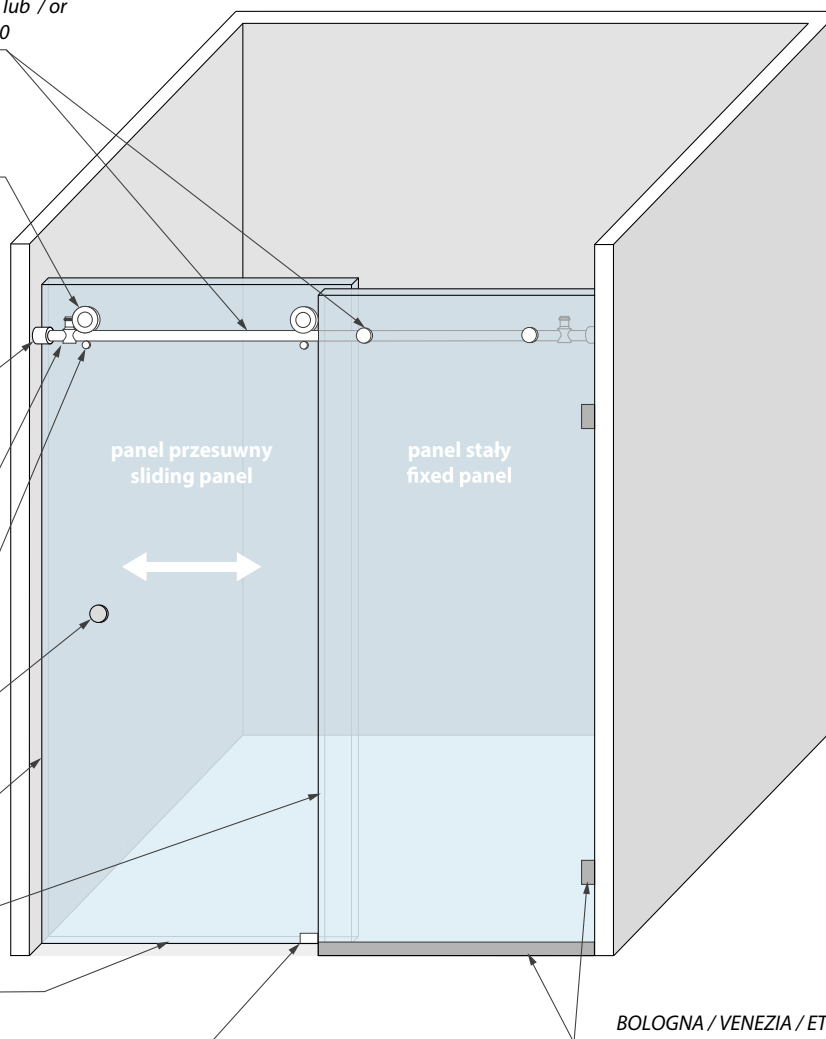 lub / or
0
panel przesuwny
sliding panel
panel stały
fixed panel
BOLOGNA / VENEZIA / ET